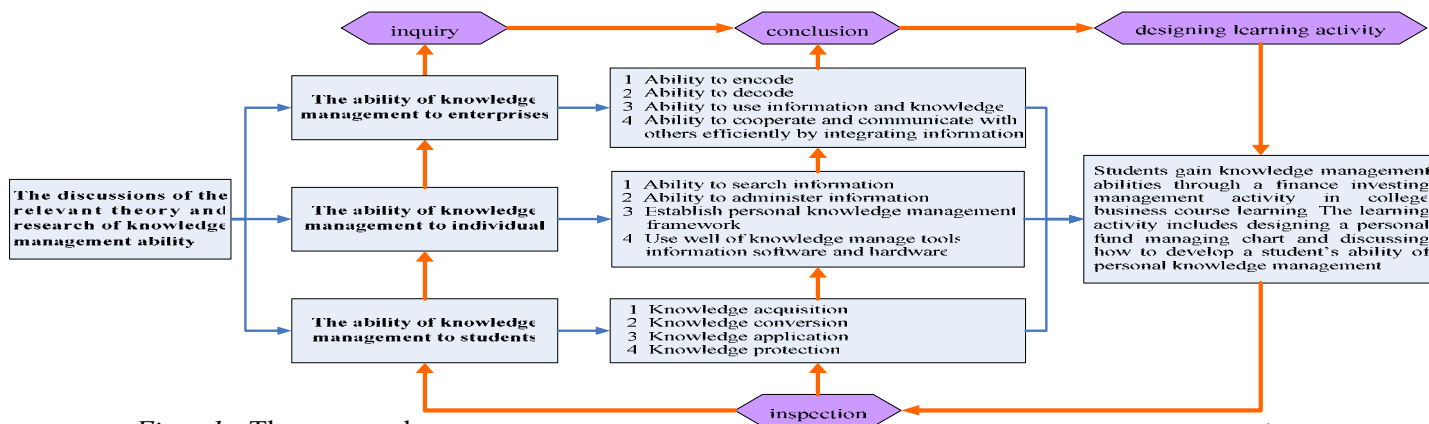 inquiry
conclusion
designing learning activity
The ability of knowledge
management to enterprises
1 Ability to encode
2 Ability to decode
3 Ability to use information and knowledge
4 Ability to cooperate and communicate with
others efficiently by integrating information
The discussions of the
relevant theory and
research of knowledge
management ability
The ability of knowledge
management to individual
1 Ability to search information
2 Ability to administer information
3 Establish personal knowledge management
framework
4 Use well of knowledge manage tools
information software and hardware
Students gain knowledge management
abilities through a finance investing
management activity in college
business course learning The learning
activity includes designing a personal
fund managing chart and discussing
how to develop a student's ability of
personal knowledge management
The ability of knowledge
management to students
1 Knowledge acquisition
2 Knowledge conversion
3 Knowledge application
4 Knowledge protection
inspection